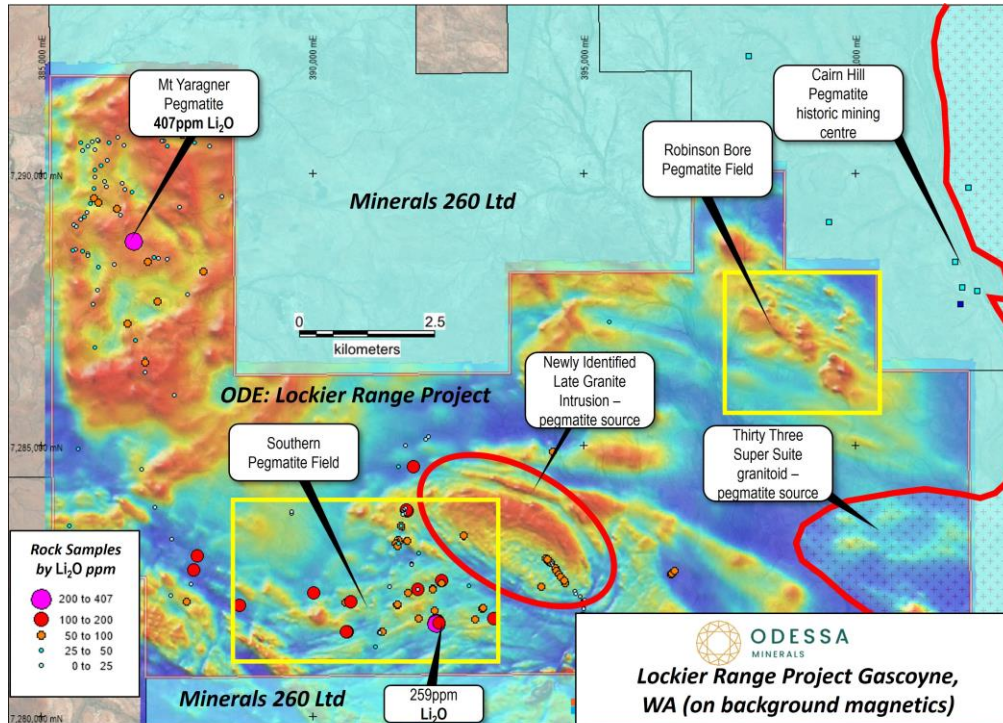 385,000 mE
390,000 mE
395,000 mE
Mt Yaragner
Pegmatite
407ppm Li₂O
Cairn Hill
Pegmatite
historic mining
centre
Robinson Bore
Pegmatite Field
7,290,000 mN
Minerals 260 Ltd
0
2.5
kilometers
Newly Identified
Late Granite
Intrusion –
pegmatite source
ODE: Lockier Range Project
7,285,000 mN
Southern
Pegmatite Field
Thirty Three
Super Suite
granitoid –
pegmatite source
Rock Samples
by Li₂O ppm
200 to 407
100 to 200
50 to 100
25 to 50
0 to 25
ODESSA
MINERALS
Lockier Range Project Gascoyne,
WA (on background magnetics)
Minerals 260 Ltd
259ppm
Li₂O
7,280,000 mN